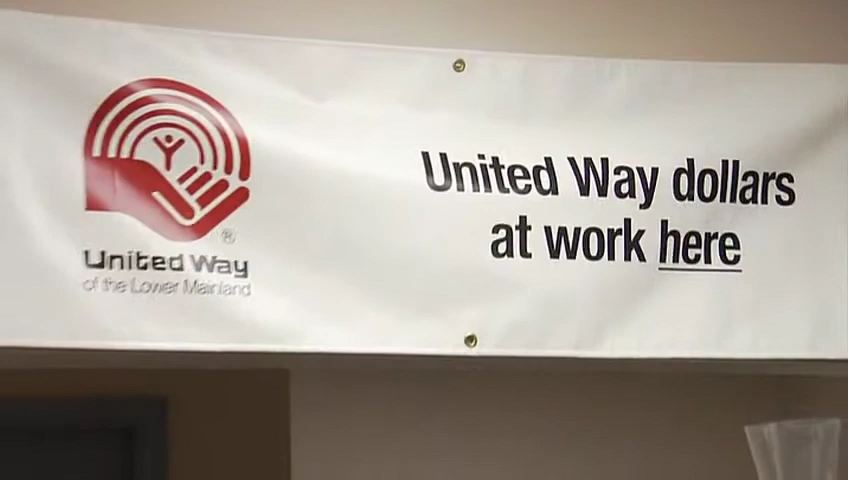 United Way
of the Lower Mainland
United Way dollars
at work here
®